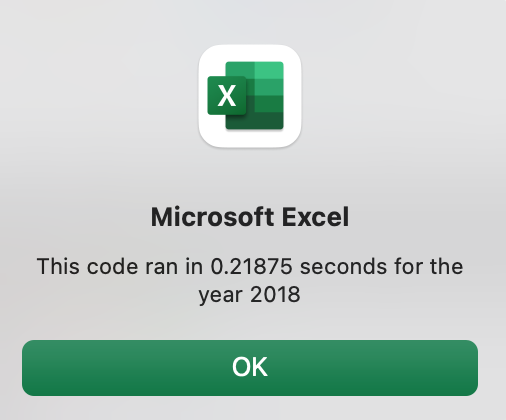 X
Microsoft Excel
This code ran in 0.21875 seconds for the
year 2018
OK